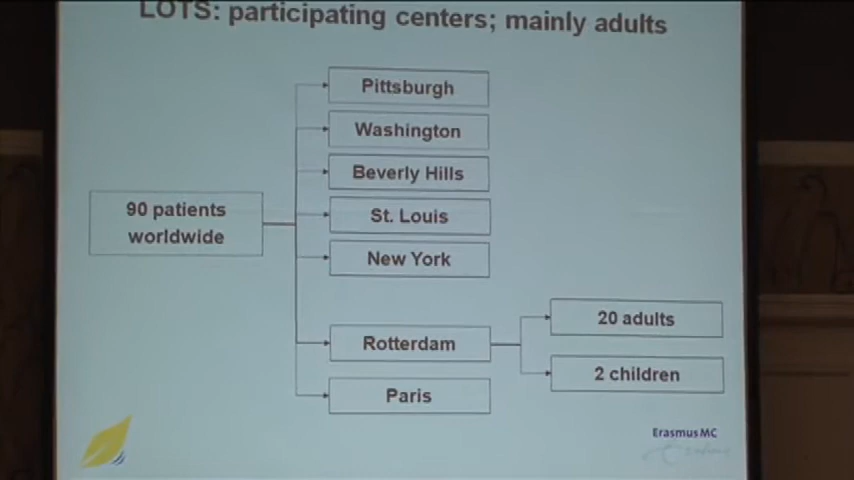 LOTS: participating centers; mainly adults
Pittsburgh
Washington
Beverly Hills
90 patients
worldwide
St. Louis
New York
Rotterdam
20 adults
2 children
Paris
Erasmus MC